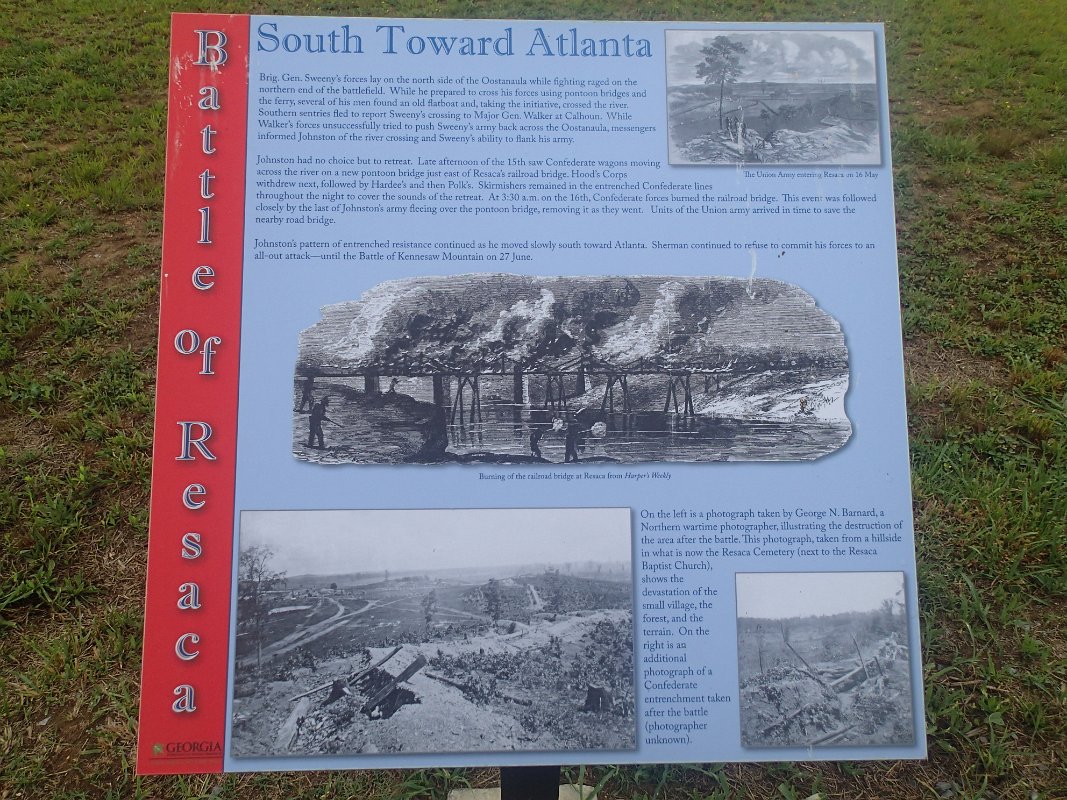 Battle of Resaca
South Toward Atlanta
Brig. Gen. Sweeny's forces lay on the north side of the Oostanaula while fighting raged on the
northern end of the battlefield. While he prepared to cross his forces using pontoon bridges and
the ferry, several of his men found an old flatboat and, taking the initiative, crossed the river.
Southern sentries fled to report Sweeny's crossing to Major Gen. Walker at Calhoun. While
Walker's forces unsuccessfully tried to push Sweeny's army back across the Oostanaula, messengers
informed Johnston of the river crossing and Sweeny's ability to flank his army.
The Union Army entering Resaca on 16 May
Johnston had no choice but to retreat. Late afternoon of the 15th saw Confederate wagons moving
across the river on a new pontoon bridge just east of Resaca's railroad bridge. Hood's Corps
withdrew next, followed by Hardee's and then Polk's. Skirmishers remained in the entrenched Confederate lines
throughout the night to cover the sounds of the retreat. At 3:30 a.m. on the 16th, Confederate forces burned the railroad bridge. This event was followed
closely by the last of Johnston's army fleeing over the pontoon bridge, removing it as they went. Units of the Union army arrived in time to save the
nearby road bridge.
Johnston's pattern of entrenched resistance continued as he moved slowly south toward Atlanta. Sherman continued to refuse to commit his forces to an
all-out attack—until the Battle of Kennesaw Mountain on 27 June.
Burning of the railroad bridge at Resaca from Harper's Weekly
On the left is a photograph taken by George N. Barnard, a
Northern wartime photographer, illustrating the destruction of
the area after the battle. This photograph, taken from a hillside
in what is now the Resaca Cemetery (next to the Resaca
Baptist Church),
shows the
devastation of the
small village, the
forest, and the
terrain. On the
right is an
additional
photograph of a
Confederate
entrenchment taken
after the battle
(photographer
unknown).
GEORGIA